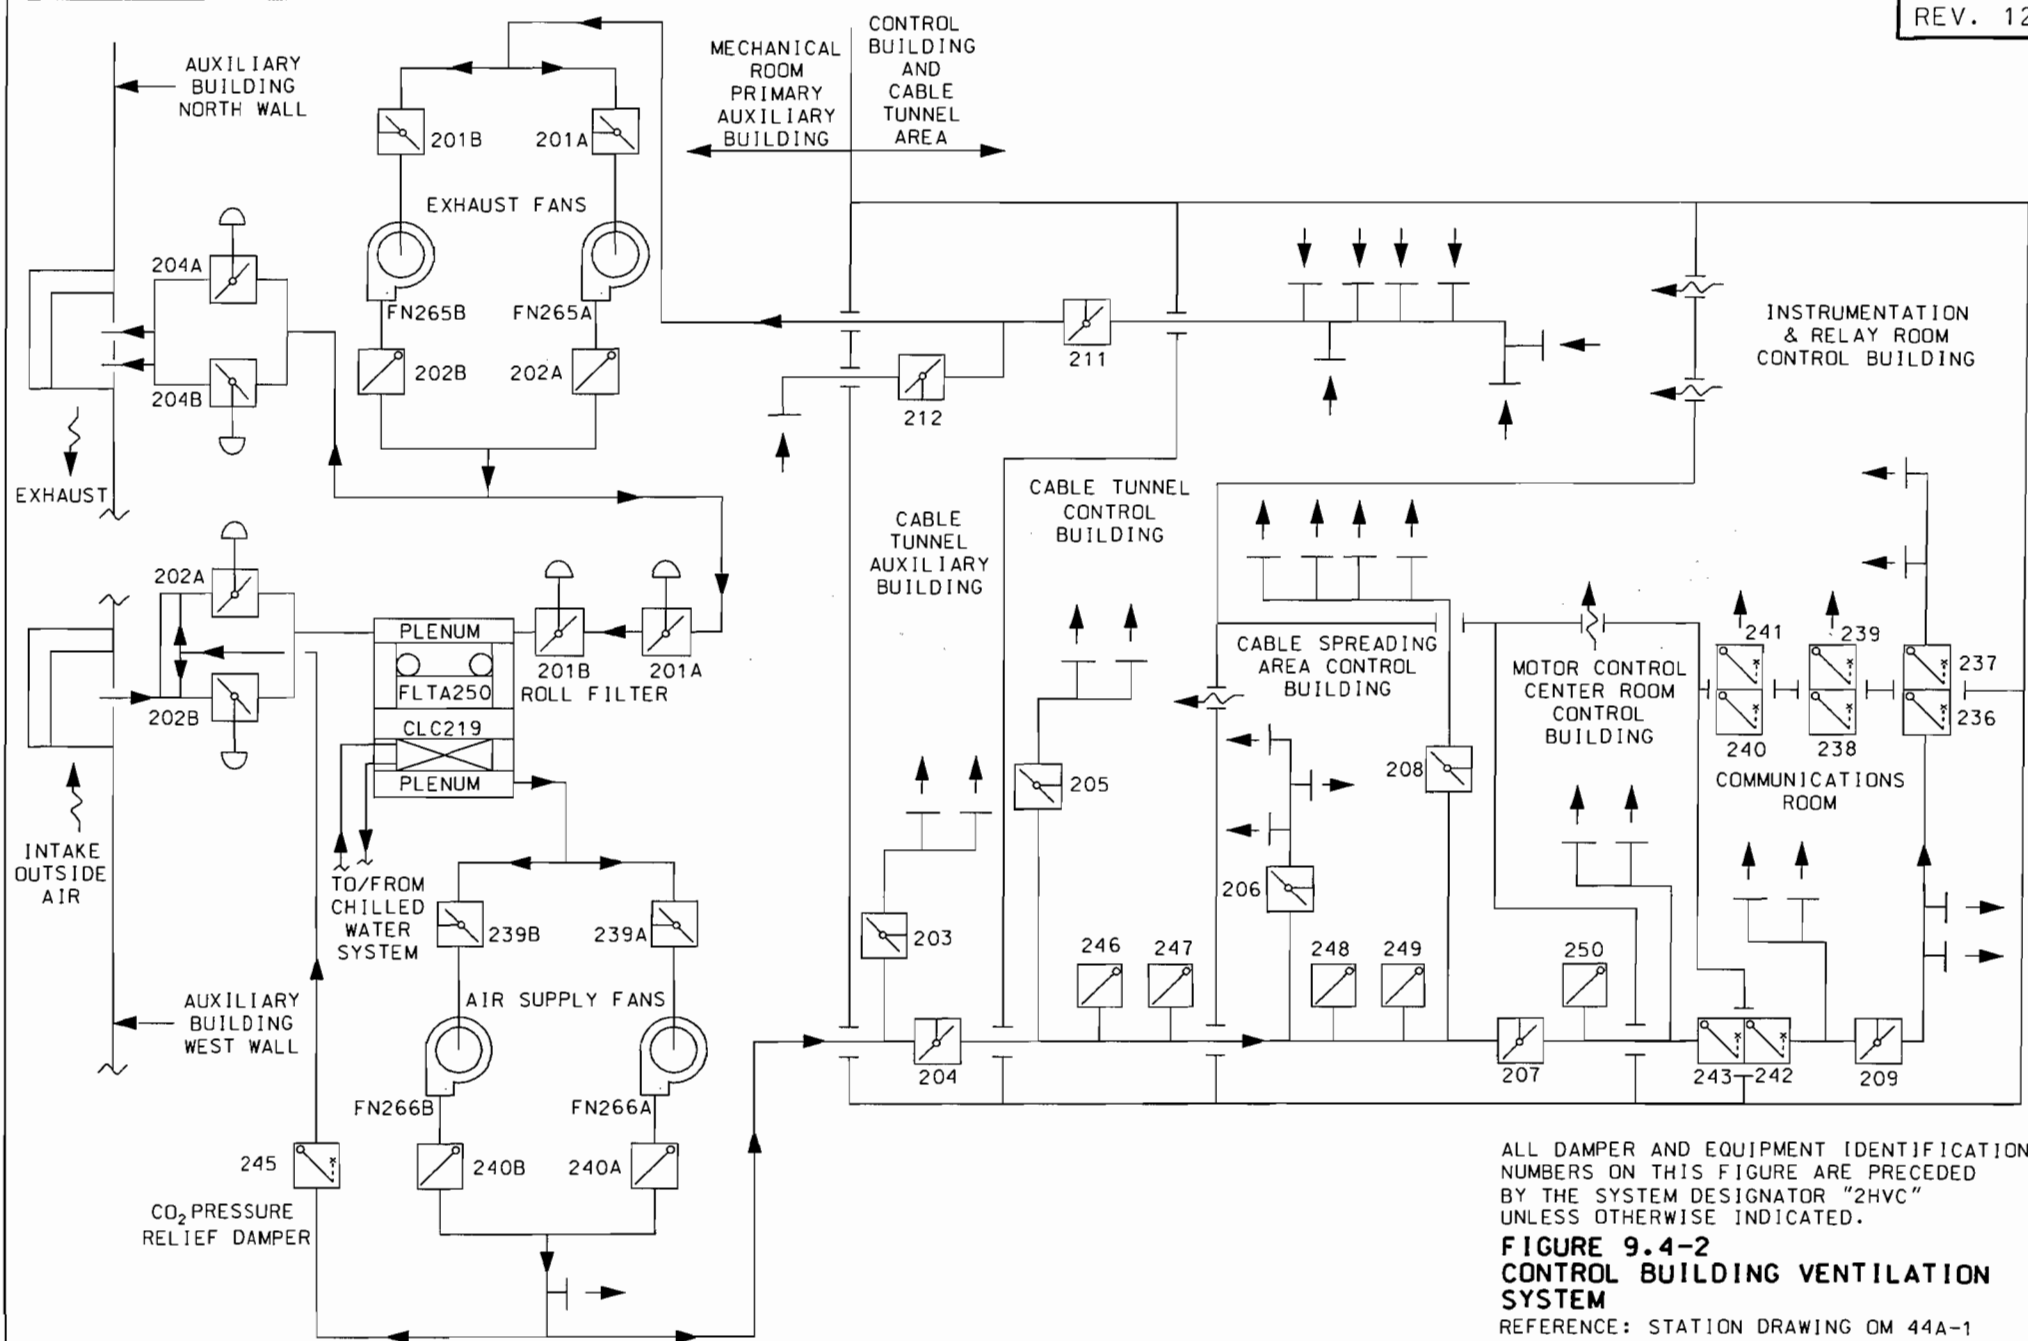 REV. 12
AUXILIARY
BUILDING
NORTH WALL
MECHANICAL
ROOM
PRIMARY
AUXILIARY
BUILDING
CONTROL
BUILDING
AND
CABLE
TUNNEL
AREA
201B
201A
EXHAUST FANS
204A
204B
FN265B
FN265A
202B
202A
EXHAUST
211
212
INSTRUMENTATION
& RELAY ROOM
CONTROL BUILDING
CABLE TUNNEL
CONTROL
BUILDING
CABLE
TUNNEL
AUXILIARY
BUILDING
202A
202B
PLENUM
FLTA250
CLC219
PLENUM
201B
201A
ROLL FILTER
CABLE SPREADING
AREA CONTROL
BUILDING
MOTOR CONTROL
CENTER ROOM
CONTROL
BUILDING
241
239
237
240
238
236
COMMUNICATIONS
ROOM
205
208
206
203
INTAKE
OUTSIDE
AIR
TO/FROM
CHILLED
WATER
SYSTEM
239B
239A
246
247
248
249
250
AUXILIARY
BUILDING
WEST WALL
AIR SUPPLY FANS
FN266B
FN266A
204
207
243
242
209
245
240B
240A
CO2 PRESSURE
RELIEF DAMPER
ALL DAMPER AND EQUIPMENT IDENTIFICATION
NUMBERS ON THIS FIGURE ARE PRECEDED
BY THE SYSTEM DESIGNATOR "2HVC"
UNLESS OTHERWISE INDICATED.
FIGURE 9.4-2
CONTROL BUILDING VENTILATION
SYSTEM
REFERENCE: STATION DRAWING OM 44A-1